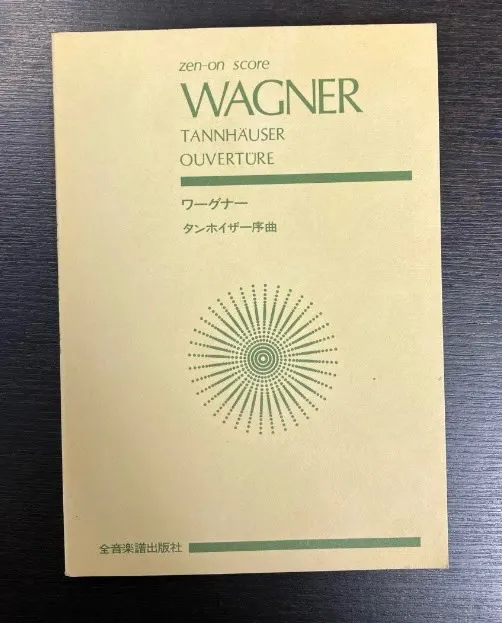 zen-on score
WAGNER
TANNHÄUSER
OUVERTÜRE
ワーグナー
タンホイザー序曲
全音楽譜出版社